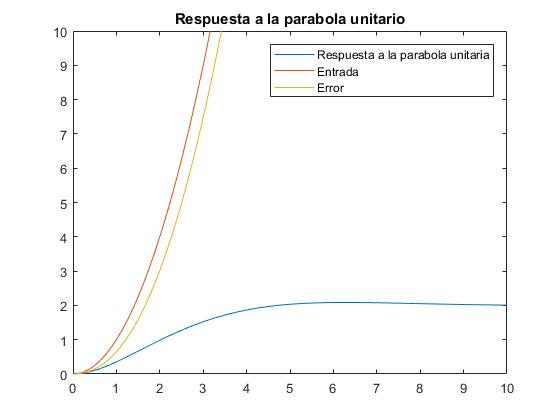 Respuesta a la parabola unitario
Respuesta a la parabola unitaria
Entrada
Error
10
9
8
7
6
5
4
3
2
1
0
0 1 2 3 4 5 6 7 8 9 10